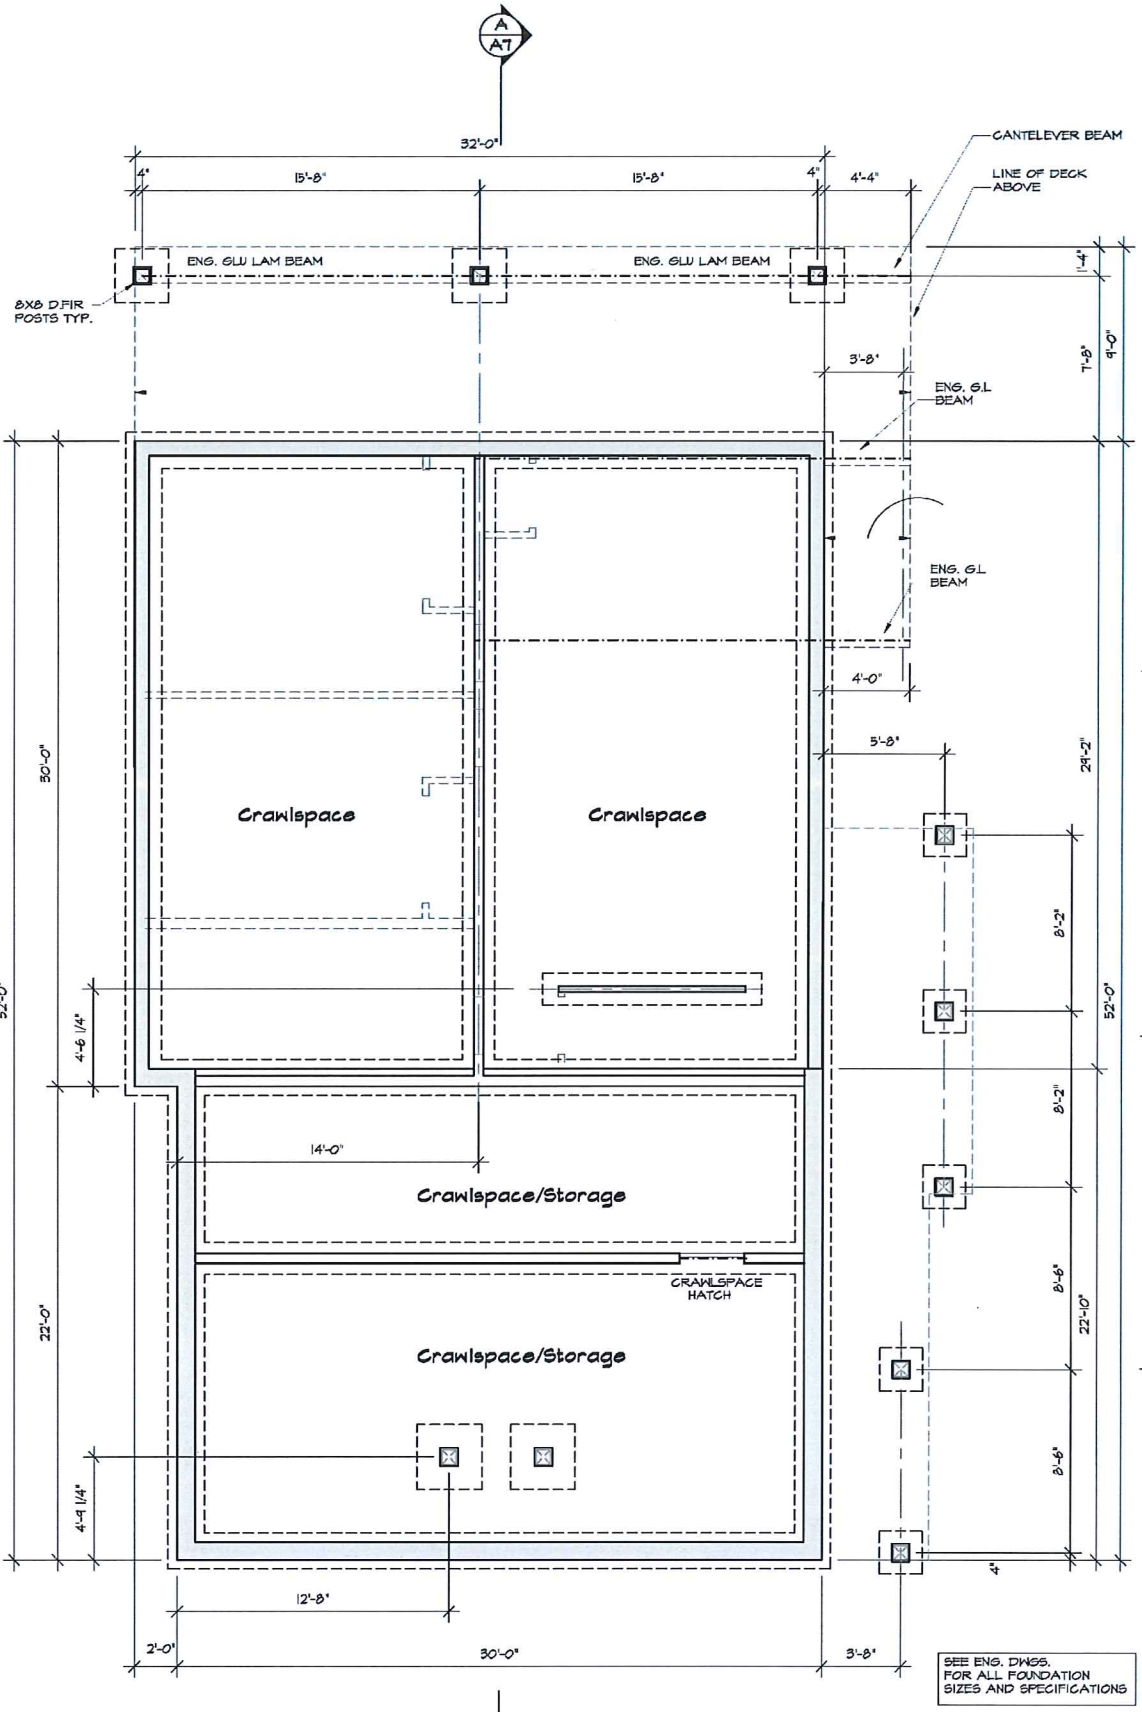 A
A7
32'-0"
CANTELEVER BEAM
4"
15'-8"
15'-8"
4"
4'-4"
LINE OF DECK
ABOVE
ENG. GLU LAM BEAM
ENG. GLU LAM BEAM
1'-4"
8X8 D.FIR
POSTS TYP.
3'-8"
7'-8"
9'-0"
ENG. G.L
BEAM
ENG. G.L
BEAM
4'-0"
5'-8"
30'-0"
29'-2"
Crawlspace
Crawlspace
8'-2"
52'-0"
52'-0"
4'-6 1/4"
8'-2"
14'-0"
Crawlspace/Storage
CRAWLSPACE
HATCH
8'-6"
22'-0"
22'-10"
Crawlspace/Storage
8'-6"
4'-9 1/4"
4"
12'-8"
2'-0"
30'-0"
3'-8"
SEE ENG. DWGS.
FOR ALL FOUNDATION
SIZES AND SPECIFICATIONS